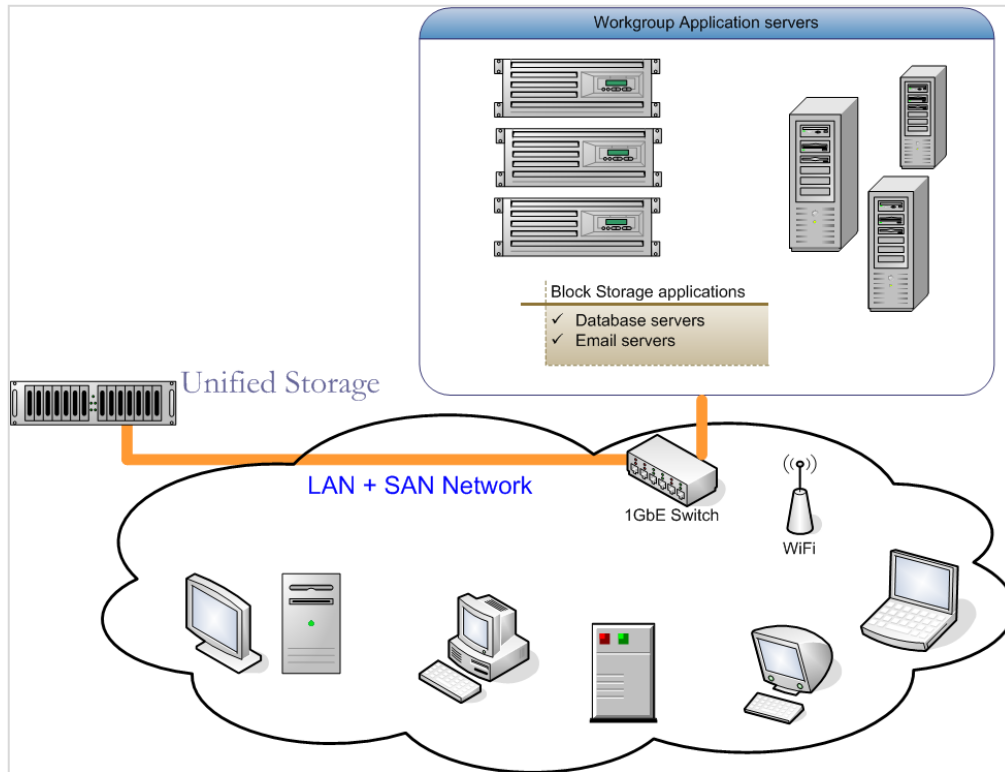 Workgroup Application servers
Block Storage applications
✓ Database servers
✓ Email servers
Unified Storage
LAN + SAN Network
1GbE Switch
WiFi